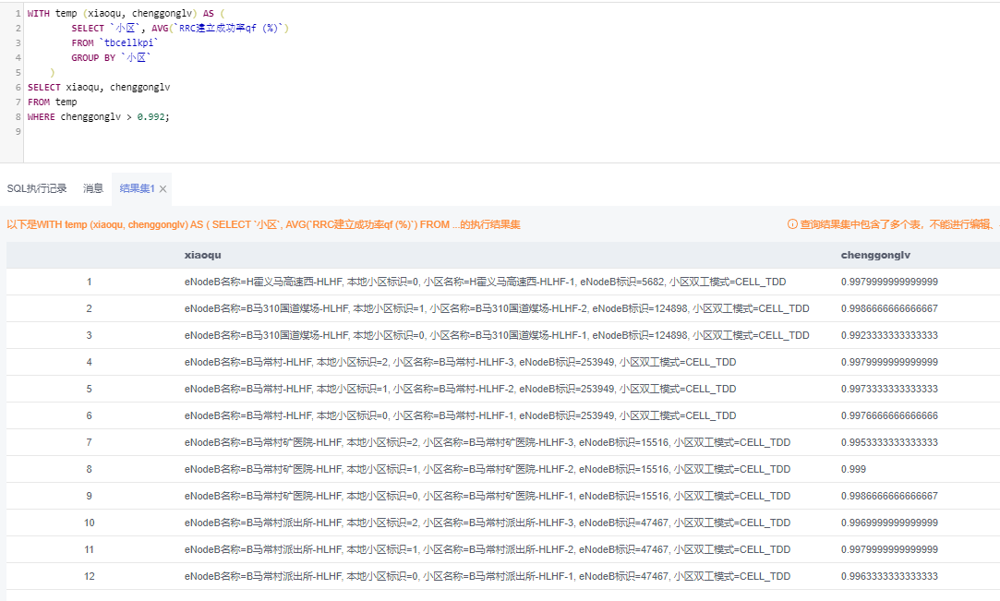 1 WITH temp (xiaoqu, chenggonglv) AS (
2 SELECT `小区`, AVG(`RRC建立成功率qf (%)`)
3 FROM `tbcellkpi`
4 GROUP BY `小区`
5 )
6 SELECT xiaoqu, chenggonglv
7 FROM temp
8 WHERE chenggonglv > 0.992;
9
SQL执行记录 消息 结果集1 ×
以下是WITH temp (xiaoqu, chenggonglv) AS ( SELECT `小区`, AVG(`RRC建立成功率qf (%)`) FROM ...的执行结果集 查询结果集中包含了多个表，不能进行编辑、
xiaoqu chenggonglv
1 eNodeB名称=H霍义马高速西-HLHF, 本地小区标识=0, 小区名称=H霍义马高速西-HLHF-1, eNodeB标识=5682, 小区双工模式=CELL_TDD 0.9979999999999999
2 eNodeB名称=B马310国道煤场-HLHF, 本地小区标识=1, 小区名称=B马310国道煤场-HLHF-2, eNodeB标识=124898, 小区双工模式=CELL_TDD 0.9986666666666667
3 eNodeB名称=B马310国道煤场-HLHF, 本地小区标识=0, 小区名称=B马310国道煤场-HLHF-1, eNodeB标识=124898, 小区双工模式=CELL_TDD 0.9923333333333333
4 eNodeB名称=B马常村-HLHF, 本地小区标识=2, 小区名称=B马常村-HLHF-3, eNodeB标识=253949, 小区双工模式=CELL_TDD 0.9979999999999999
5 eNodeB名称=B马常村-HLHF, 本地小区标识=1, 小区名称=B马常村-HLHF-2, eNodeB标识=253949, 小区双工模式=CELL_TDD 0.9973333333333333
6 eNodeB名称=B马常村-HLHF, 本地小区标识=0, 小区名称=B马常村-HLHF-1, eNodeB标识=253949, 小区双工模式=CELL_TDD 0.9976666666666666
7 eNodeB名称=B马常村矿医院-HLHF, 本地小区标识=2, 小区名称=B马常村矿医院-HLHF-3, eNodeB标识=15516, 小区双工模式=CELL_TDD 0.9953333333333333
8 eNodeB名称=B马常村矿医院-HLHF, 本地小区标识=1, 小区名称=B马常村矿医院-HLHF-2, eNodeB标识=15516, 小区双工模式=CELL_TDD 0.999
9 eNodeB名称=B马常村矿医院-HLHF, 本地小区标识=0, 小区名称=B马常村矿医院-HLHF-1, eNodeB标识=15516, 小区双工模式=CELL_TDD 0.9986666666666667
10 eNodeB名称=B马常村派出所-HLHF, 本地小区标识=2, 小区名称=B马常村派出所-HLHF-3, eNodeB标识=47467, 小区双工模式=CELL_TDD 0.9969999999999999
11 eNodeB名称=B马常村派出所-HLHF, 本地小区标识=1, 小区名称=B马常村派出所-HLHF-2, eNodeB标识=47467, 小区双工模式=CELL_TDD 0.9979999999999999
12 eNodeB名称=B马常村派出所-HLHF, 本地小区标识=0, 小区名称=B马常村派出所-HLHF-1, eNodeB标识=47467, 小区双工模式=CELL_TDD 0.9963333333333333